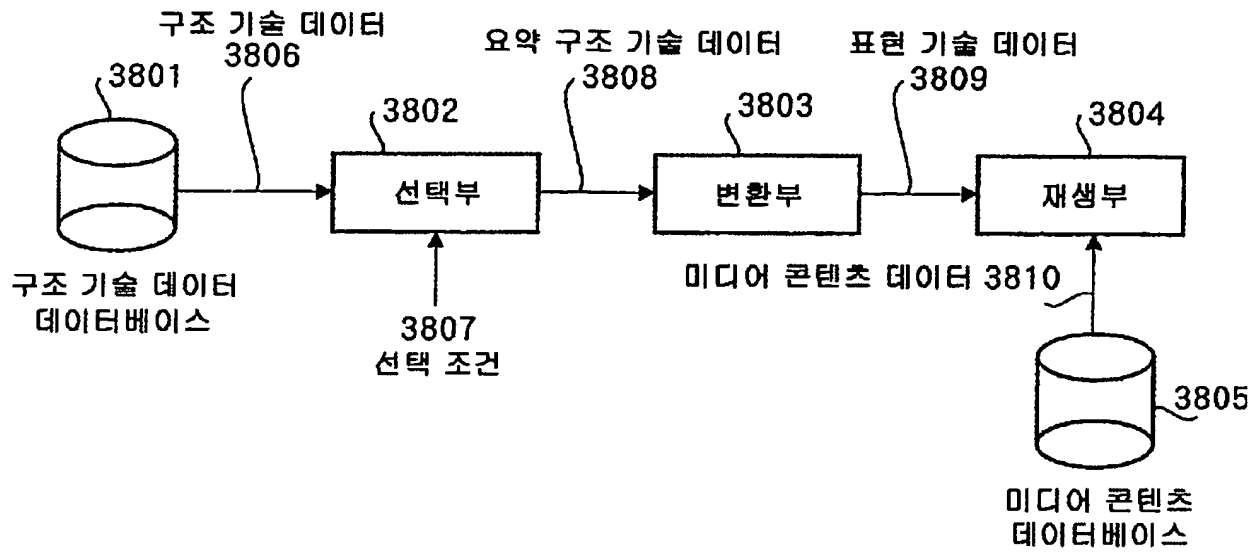 구조 기술 데이터
3806
요약 구조 기술 데이터
3808
표현 기술 데이터
3809
3801
3802
3803
3804
선택부
변환부
재생부
구조 기술 데이터
데이터베이스
3807
선택 조건
미디어 콘텐츠 데이터 3810
3805
미디어 콘텐츠
데이터베이스